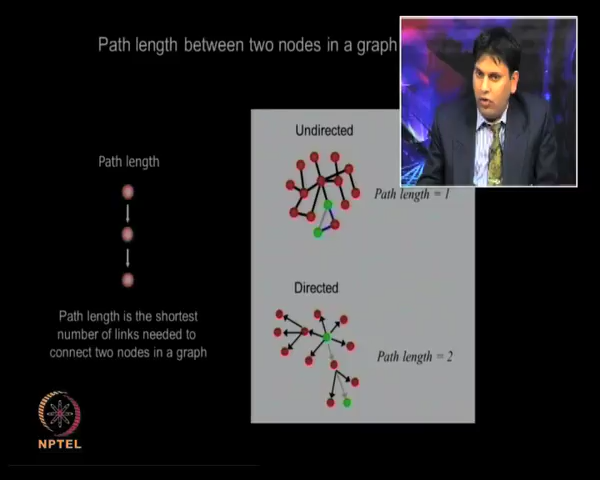 Path length between two nodes in a graph
Path length
Path length is the shortest
number of links needed to
connect two nodes in a graph
Undirected
Path length = 1
Directed
Path length = 2
NPTEL